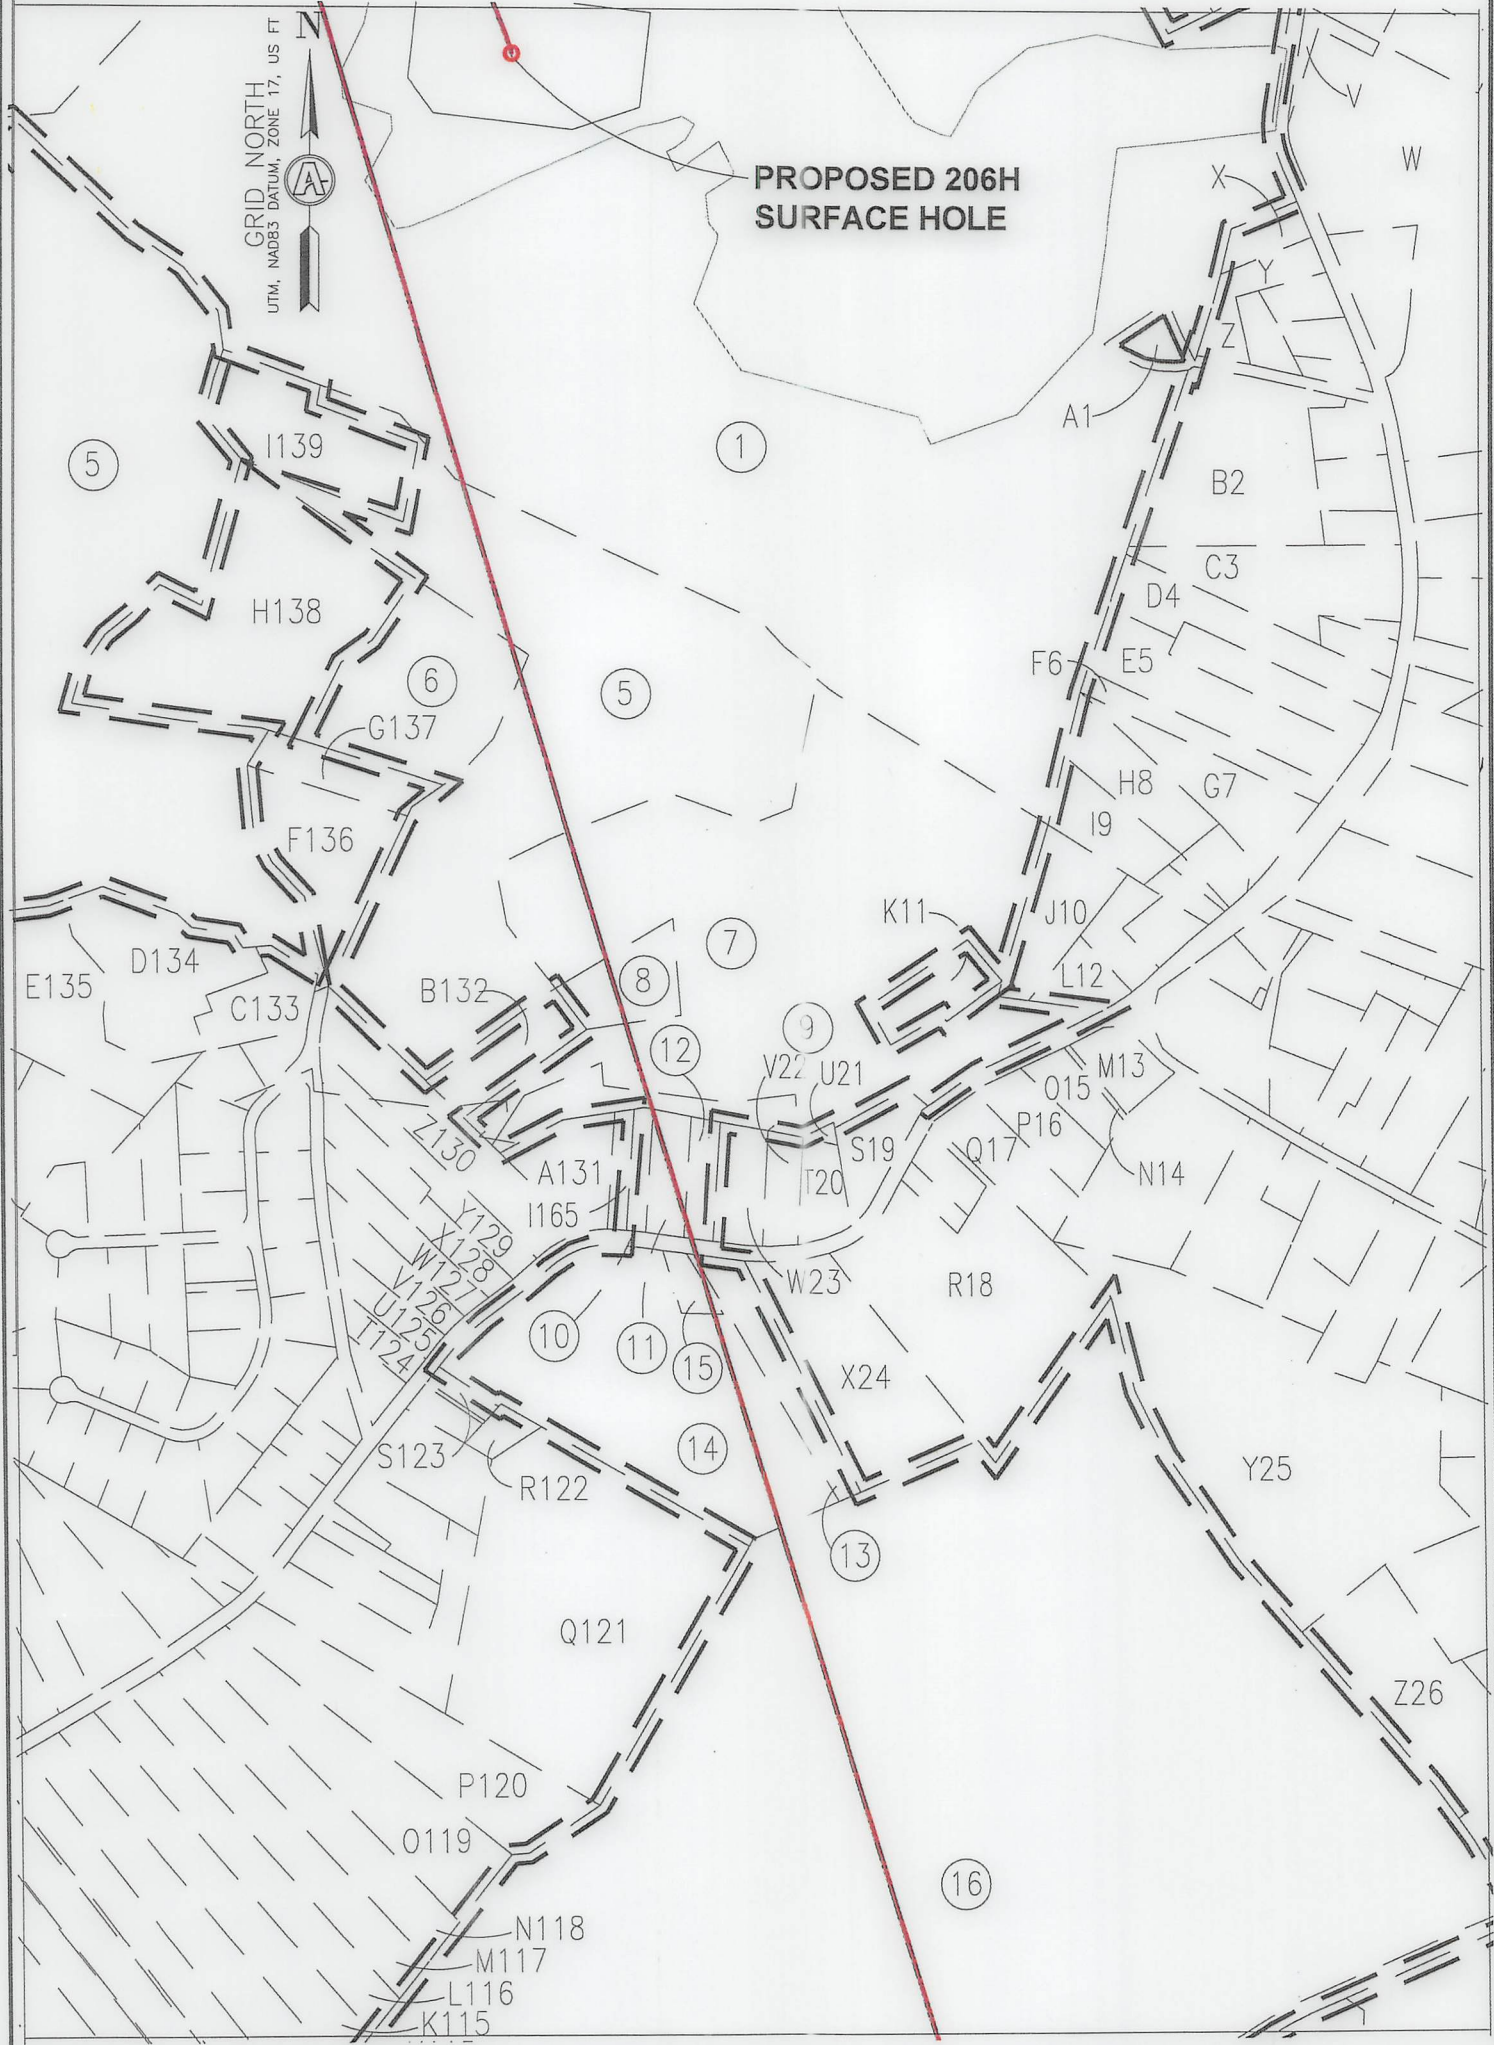 N
GRID NORTH
UTM, NAD83 DATUM, ZONE 17, US FT
A
PROPOSED 206H
SURFACE HOLE
V
W
X
Y
Z
A1
I139
5
1
B2
C3
D4
H138
F6
E5
6
5
G137
H8
G7
I9
F136
K11
J10
7
D134
8
L12
E135
B132
C133
9
12
V22
U21
M13
O15
P16
Z130
S19
Q17
A131
T20
N14
I165
Y129
X128
W127
V126
U125
T124
W23
R18
10
11
15
X24
S123
14
R122
Y25
13
Q121
Z26
P120
O119
16
N118
M117
L116
K115